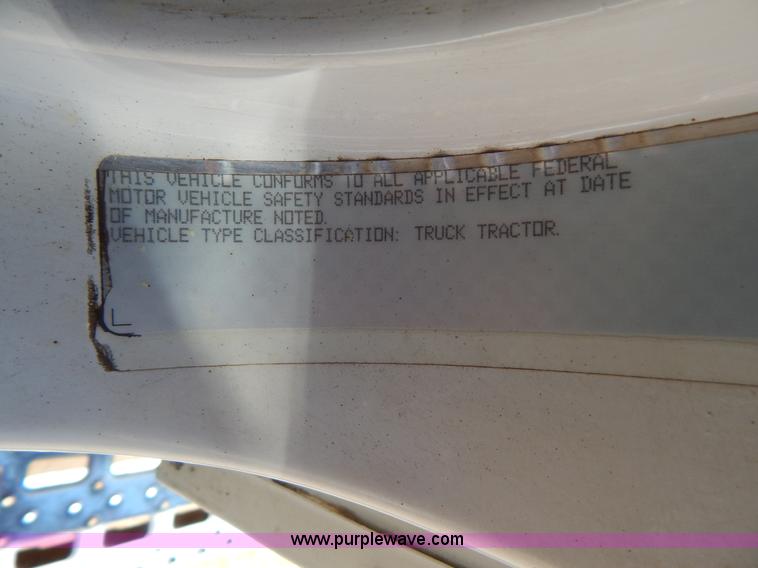 THIS VEHICLE CONFORMS TO ALL APPLICABLE FEDERAL
MOTOR VEHICLE SAFETY STANDARDS IN EFFECT AT DATE
OF MANUFACTURE NOTED.
VEHICLE TYPE CLASSIFICATION: TRUCK TRACTOR.
www.purplewave.com